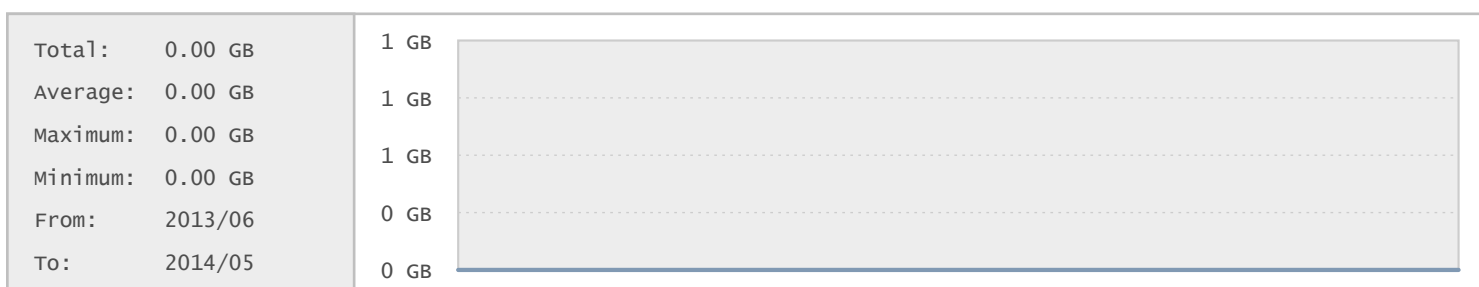 Total: 0.00 GB
Average: 0.00 GB
Maximum: 0.00 GB
Minimum: 0.00 GB
From: 2013/06
To: 2014/05
1 GB
1 GB
1 GB
0 GB
0 GB